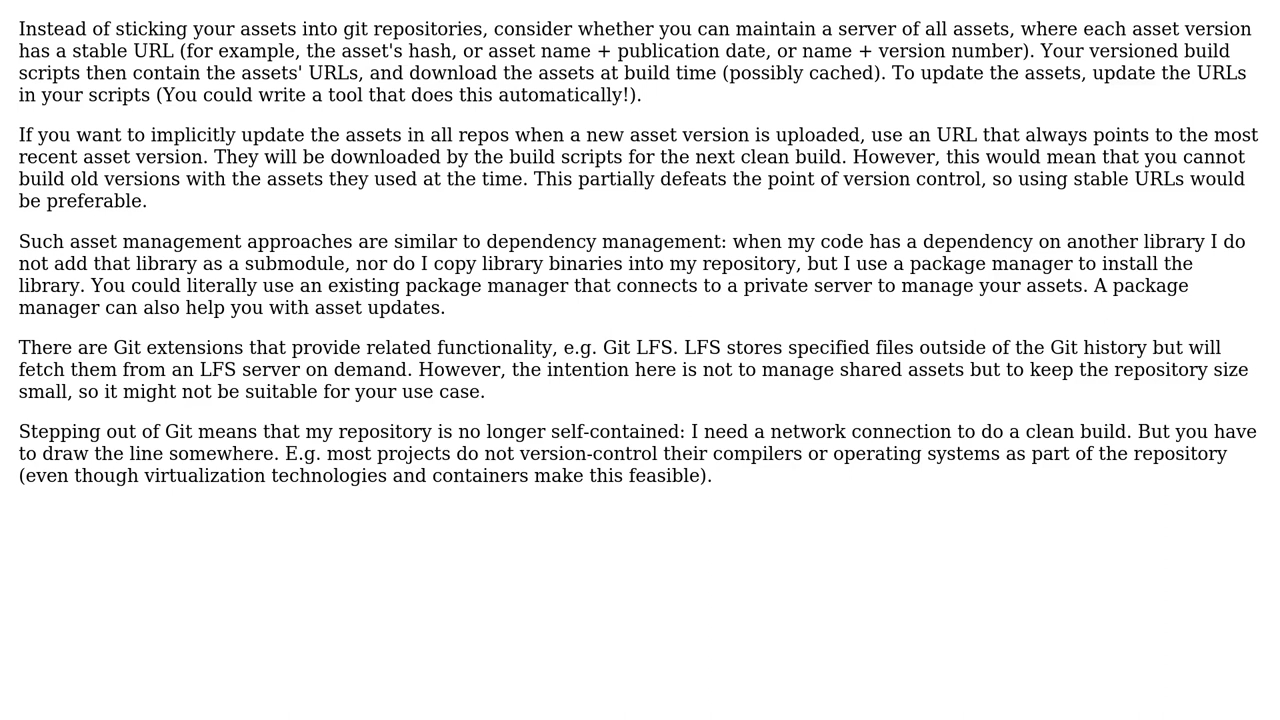 Instead of sticking your assets into git repositories, consider whether you can maintain a server of all assets, where each asset version
has a stable URL (for example, the asset's hash, or asset name + publication date, or name + version number). Your versioned build
scripts then contain the assets' URLs, and download the assets at build time (possibly cached). To update the assets, update the URLs
in your scripts (You could write a tool that does this automatically!).
If you want to implicitly update the assets in all repos when a new asset version is uploaded, use an URL that always points to the most
recent asset version. They will be downloaded by the build scripts for the next clean build. However, this would mean that you cannot
build old versions with the assets they used at the time. This partially defeats the point of version control, so using stable URLs would
be preferable.
Such asset management approaches are similar to dependency management: when my code has a dependency on another library I do
not add that library as a submodule, nor do I copy library binaries into my repository, but I use a package manager to install the
library. You could literally use an existing package manager that connects to a private server to manage your assets. A package
manager can also help you with asset updates.
There are Git extensions that provide related functionality, e.g. Git LFS. LFS stores specified files outside of the Git history but will
fetch them from an LFS server on demand. However, the intention here is not to manage shared assets but to keep the repository size
small, so it might not be suitable for your use case.
Stepping out of Git means that my repository is no longer self-contained: I need a network connection to do a clean build. But you have
to draw the line somewhere. E.g. most projects do not version-control their compilers or operating systems as part of the repository
(even though virtualization technologies and containers make this feasible).